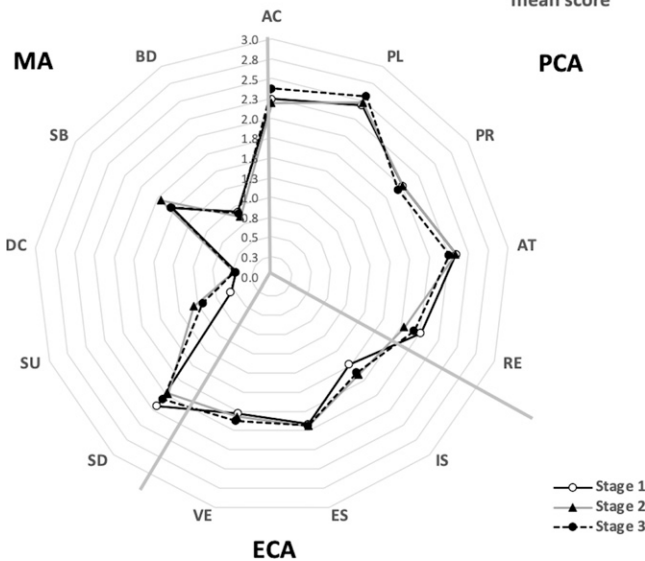 mean score
AC
MA
BD
PL
PCA
3.0
2.8
2.5
2.3
2.0
1.8
1.5
1.3
1.0
0.8
0.5
0.3
0.0
SB
PR
DC
AT
SU
RE
SD
IS
VE
ES
ECA
Stage 1
Stage 2
Stage 3